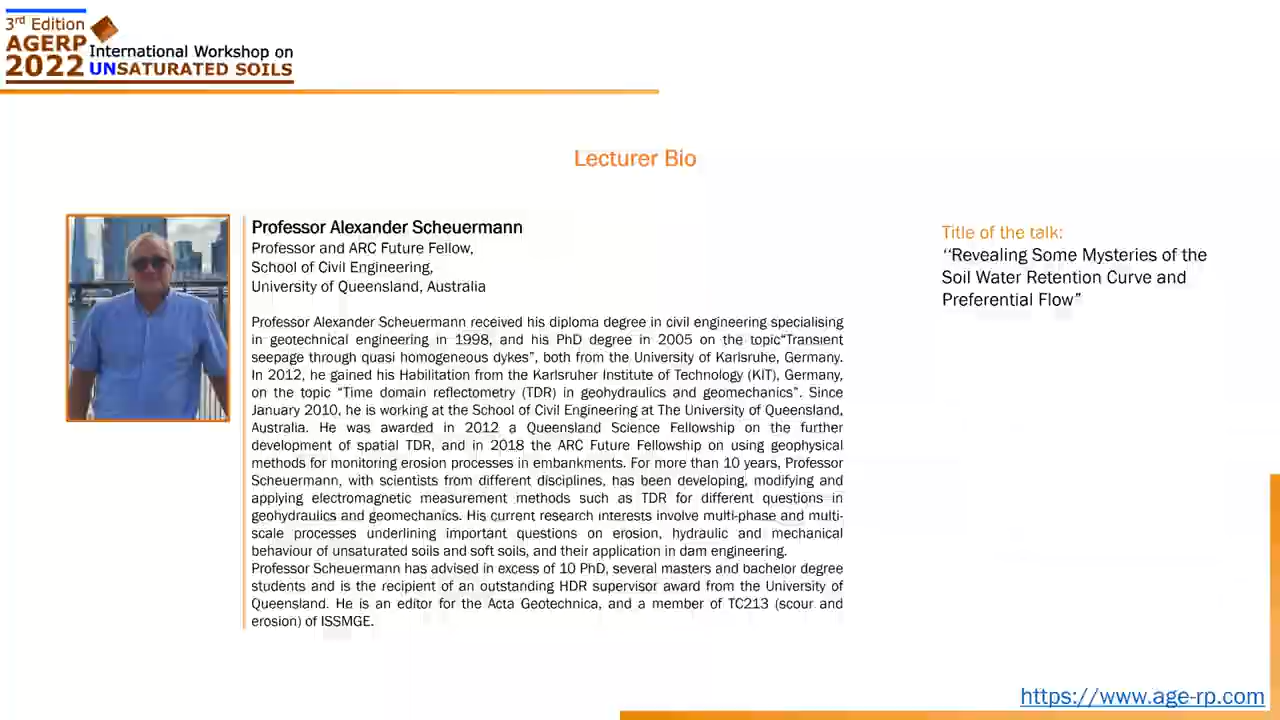 3rd Edition
AGERP
2022
International Workshop on
UNSATURATED SOILS
Lecturer Bio
Professor Alexander Scheuermann
Professor and ARC Future Fellow,
School of Civil Engineering,
University of Queensland, Australia
Professor Alexander Scheuermann received his diploma degree in civil engineering specialising
in geotechnical engineering in 1998, and his PhD degree in 2005 on the topic“Transient
seepage through quasi homogeneous dykes”, both from the University of Karlsruhe, Germany.
In 2012, he gained his Habilitation from the Karlsruher Institute of Technology (KIT), Germany,
on the topic “Time domain reflectometry (TDR) in geohydraulics and geomechanics”. Since
January 2010, he is working at the School of Civil Engineering at The University of Queensland,
Australia. He was awarded in 2012 a Queensland Science Fellowship on the further
development of spatial TDR, and in 2018 the ARC Future Fellowship on using geophysical
methods for monitoring erosion processes in embankments. For more than 10 years, Professor
Scheuermann, with scientists from different disciplines, has been developing, modifying and
applying electromagnetic measurement methods such as TDR for different questions in
geohydraulics and geomechanics. His current research interests involve multi-phase and multi-
scale processes underlining important questions on erosion, hydraulic and mechanical
behaviour of unsaturated soils and soft soils, and their application in dam engineering.
Professor Scheuermann has advised in excess of 10 PhD, several masters and bachelor degree
students and is the recipient of an outstanding HDR supervisor award from the University of
Queensland. He is an editor for the Acta Geotechnica, and a member of TC213 (scour and
erosion) of ISSMGE.
Title of the talk:
‘‘Revealing Some Mysteries of the
Soil Water Retention Curve and
Preferential Flow”
https://www.age-rp.com